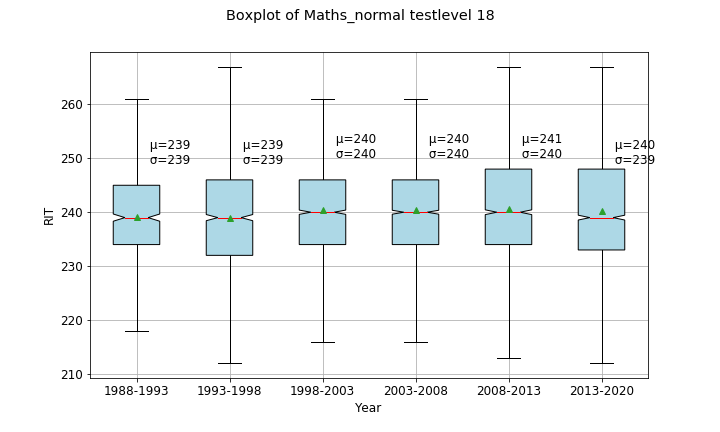 Boxplot of Maths_normal testlevel 18
RIT
260
250
240
230
220
210
μ=239
σ=239
μ=239
σ=239
μ=240
σ=240
μ=240
σ=240
μ=241
σ=240
μ=240
σ=239
1988-1993
1993-1998
1998-2003
2003-2008
2008-2013
2013-2020
Year